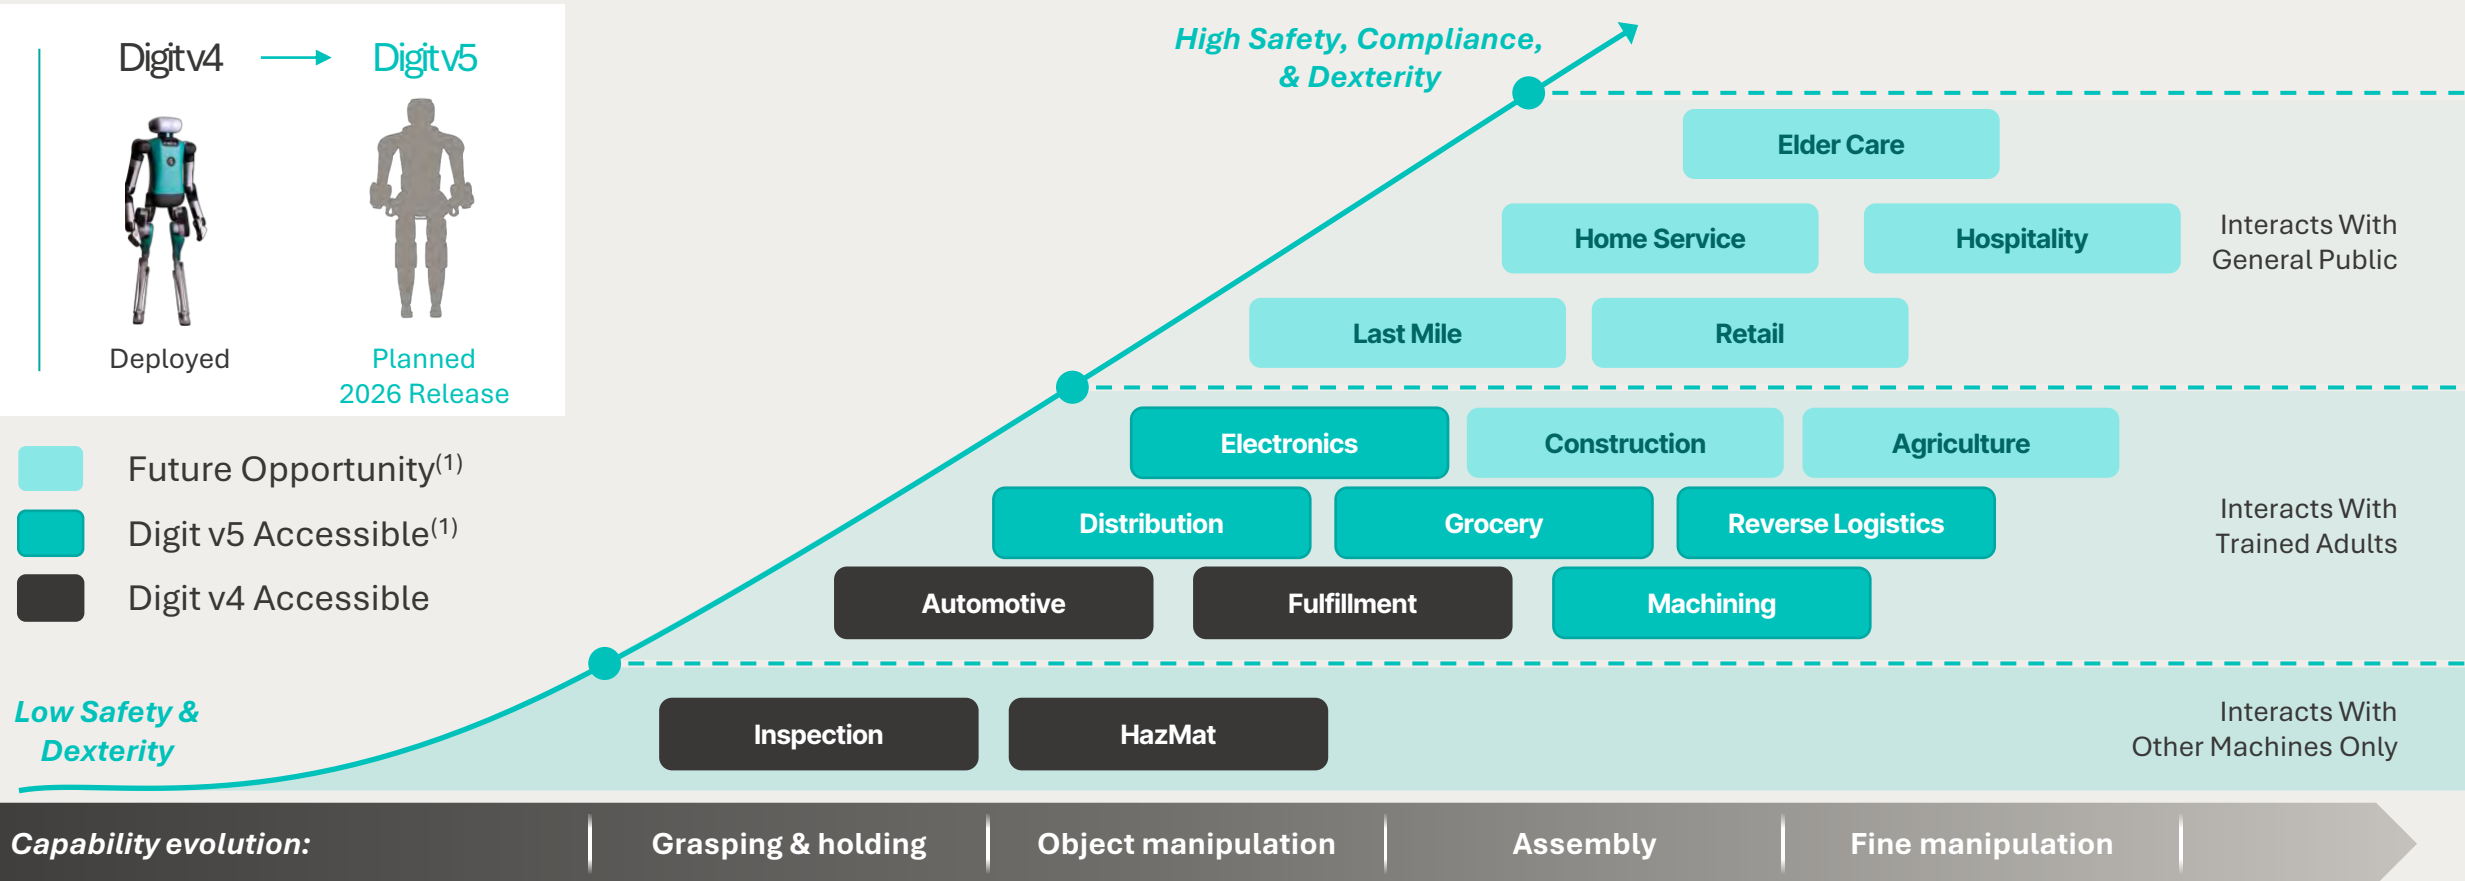 Digit v4
Digit v5
Deployed
Planned
2026 Release
Future Opportunity(1)
Digit v5 Accessible(1)
Digit v4 Accessible
High Safety, Compliance,
& Dexterity
Elder Care
Home Service
Hospitality
Interacts With
General Public
Last Mile
Retail
Electronics
Construction
Agriculture
Distribution
Grocery
Reverse Logistics
Interacts With
Trained Adults
Automotive
Fulfillment
Machining
Low Safety &
Dexterity
Inspection
HazMat
Interacts With
Other Machines Only
Capability evolution:
Grasping & holding
Object manipulation
Assembly
Fine manipulation